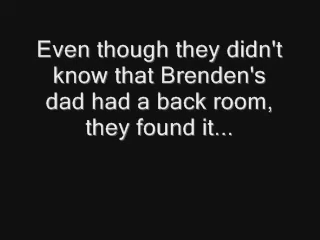 Even though they didn't
know that Brenden's
dad had a back room,
they found it...